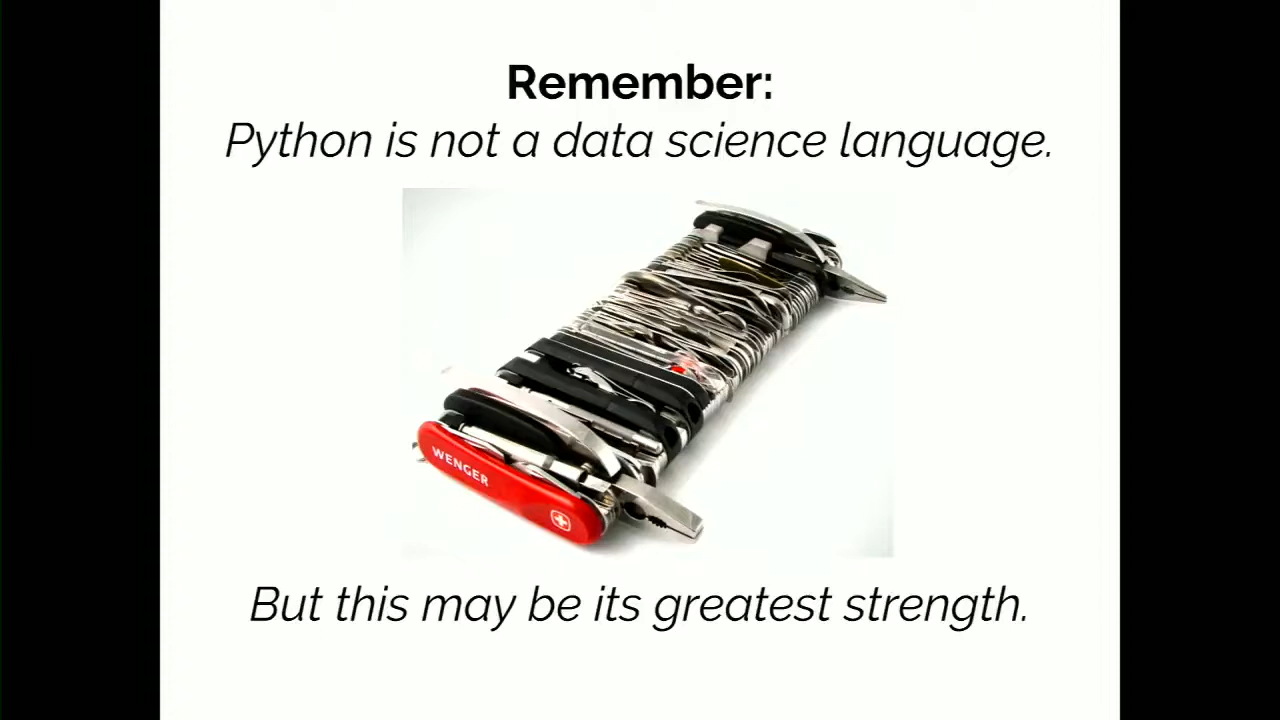 Remember:
Python is not a data science language.
WENGER
But this may be its greatest strength.